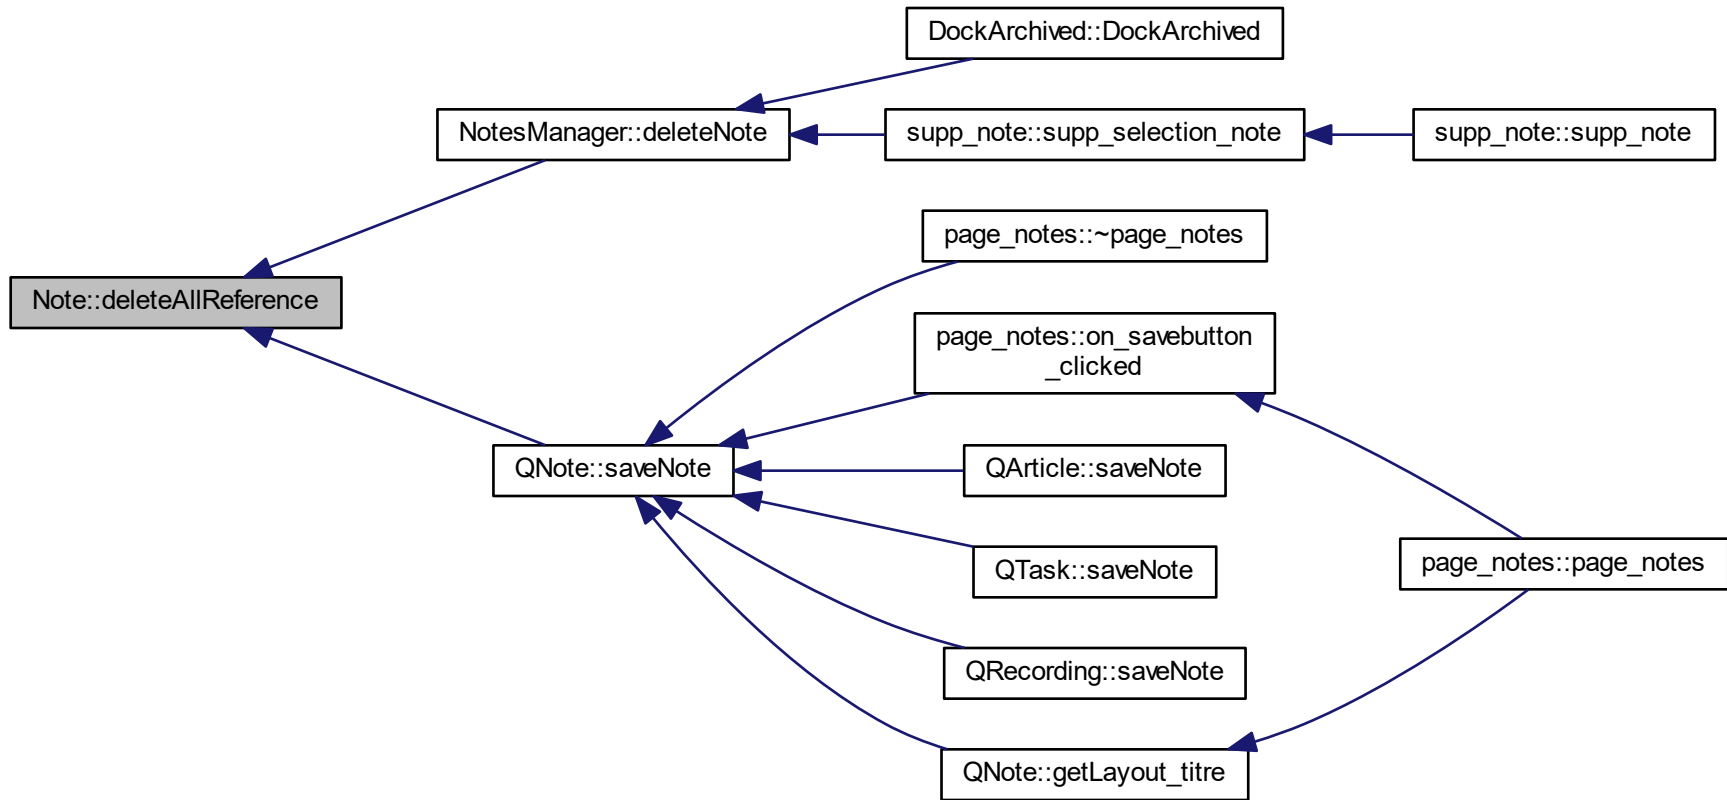 DockArchived::DockArchived
NotesManager::deleteNote
supp_note::supp_selection_note
supp_note::supp_note
page_notes::~page_notes
Note::deleteAllReference
page_notes::on_savebutton
_clicked
QNote::saveNote
QArticle::saveNote
QTask::saveNote
page_notes::page_notes
QRecording::saveNote
QNote::getLayout_titre